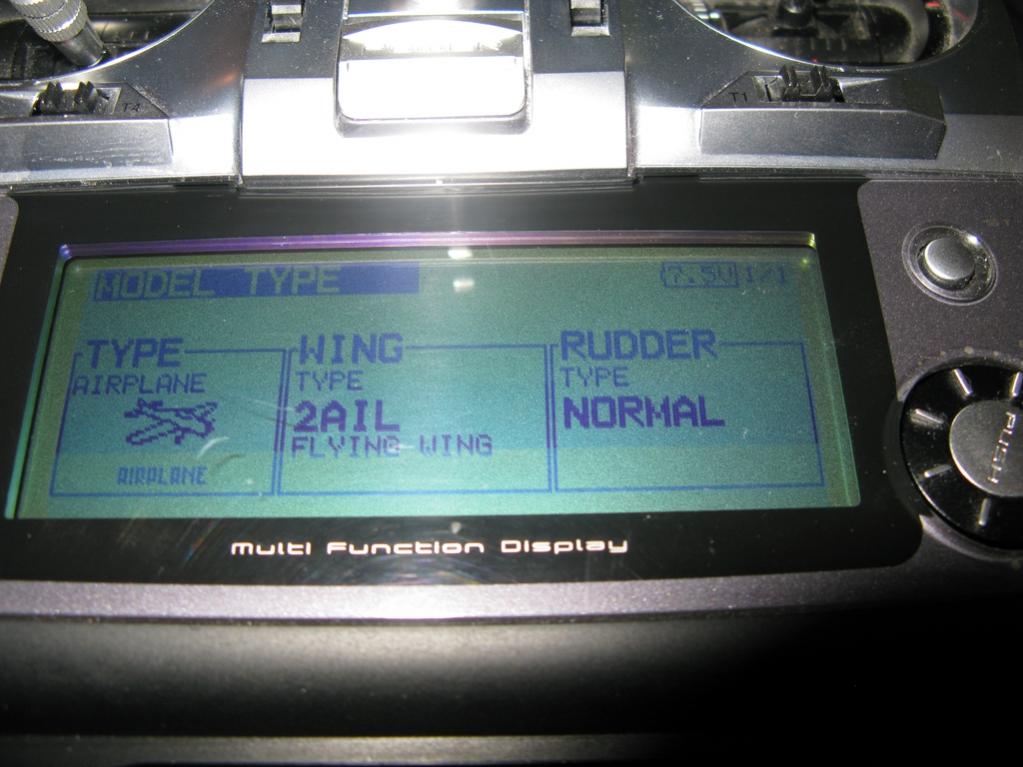 T4
T1
MODEL TYPE 7.5V 1/1
TYPE
AIRPLANE
AIRPLANE
WING
TYPE
2AIL
FLYING WING
RUDDER
TYPE
NORMAL
PUSH
Multi Function Display